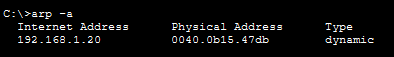 C:\>arp -a
Internet Address Physical Address Type
192.168.1.20 0040.0b15.47db dynamic